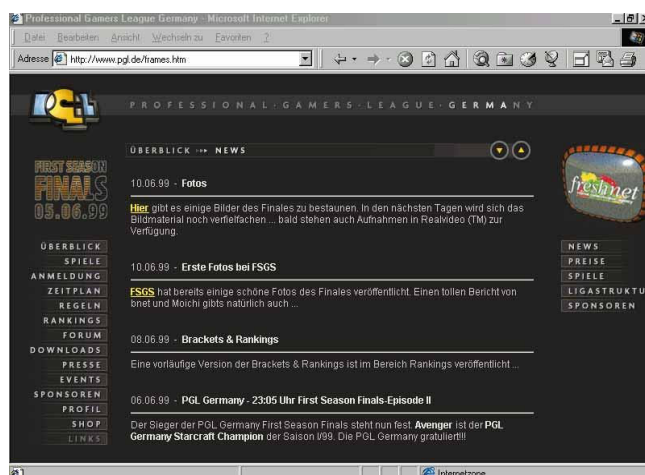 Professional Gamers League Germany - Microsoft Internet Explorer
Datei Bearbeiten Ansicht Wechseln zu Favoriten ?
Adresse http://www.pgl.de/frames.htm
PROFESSIONAL·GAMERS·LEAGUE·GERMANY
ÜBERBLICK NEWS
FIRST SEASON
FINALS
05.06.99
freshnet
10.06.99 - Fotos
Hier gibt es einige Bilder des Finales zu bestaunen. In den nächsten Tagen wird sich das
Bildmaterial noch verfielfachen ... bald stehen auch Aufnahmen in Realvideo (TM) zur
Verfügung.
10.06.99 - Erste Fotos bei FSGS
FSGS hat bereits einige schöne Fotos des Finales veröffentlicht. Einen tollen Bericht von
bnet und Moichi gibts natürlich auch ...
08.06.99 - Brackets & Rankings
Eine vorläufige Version der Brackets & Rankings ist im Bereich Rankings veröffentlicht ...
06.06.99 - PGL Germany - 23:05 Uhr First Season Finals-Episode II
Der Sieger der PGL Germany First Season Finals steht nun fest. Avenger ist der PGL
Germany Starcraft Champion der Saison I/99. Die PGL Germany gratuliert!!!
ÜBERBLICK
SPIELE
ANMELDUNG
ZEITPLAN
REGELN
RANKINGS
FORUM
DOWNLOADS
PRESSE
EVENTS
SPONSOREN
PROFIL
SHOP
LINKS
NEWS
PREISE
SPIELE
LIGASTRUKTU
SPONSOREN
Internetzone